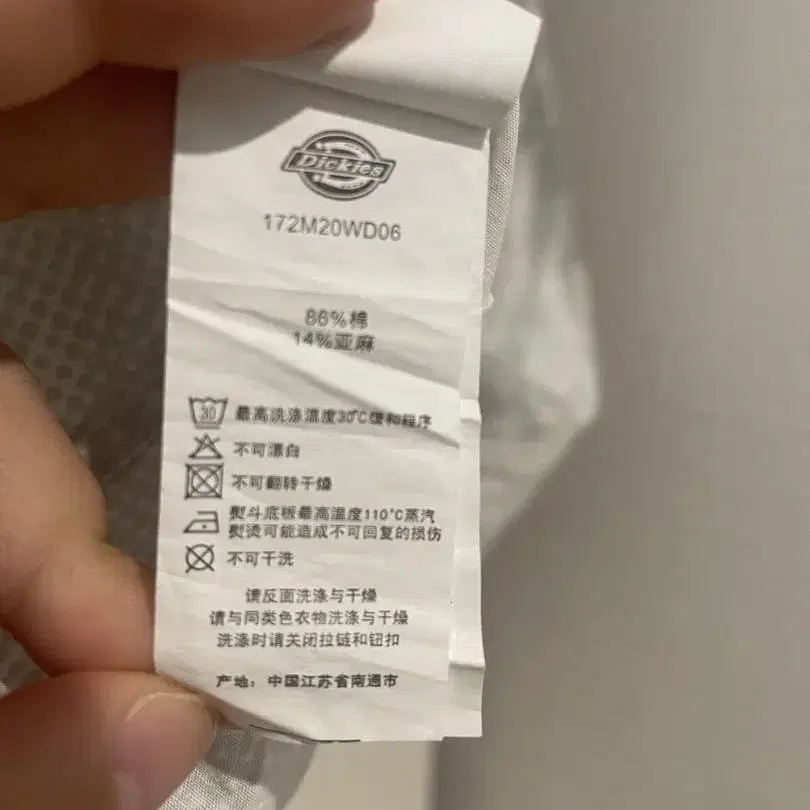 Dickies
172M20WD06
86%棉
14%亚麻
30 最高洗涤温度30℃缓和程序
不可漂白
不可翻转干燥
熨斗底板最高温度110℃蒸汽
熨烫可能造成不可回复的损伤
不可干洗
请反面洗涤与干燥
请与同类色衣物洗涤与干燥
洗涤时请关闭拉链和钮扣
产地：中国江苏省南通市